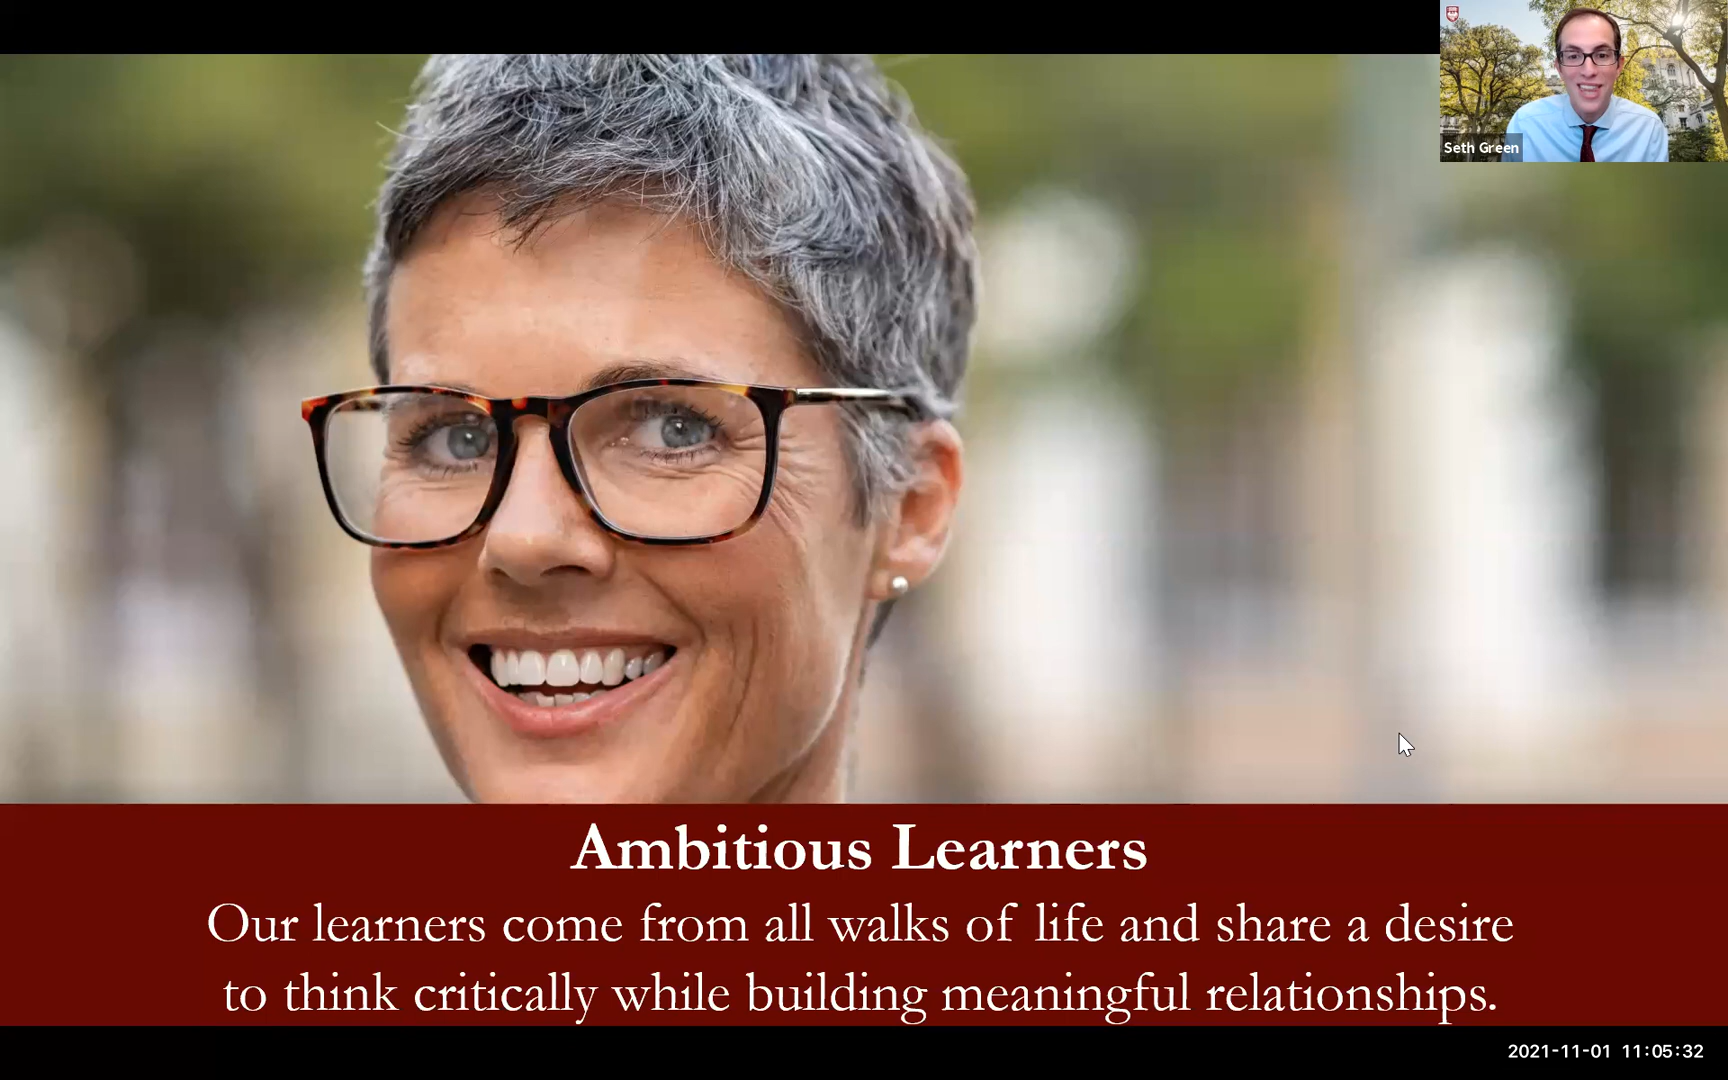 Seth Green
Ambitious Learners
Our learners come from all walks of life and share a desire
to think critically while building meaningful relationships.
2021-11-01 11:05:32